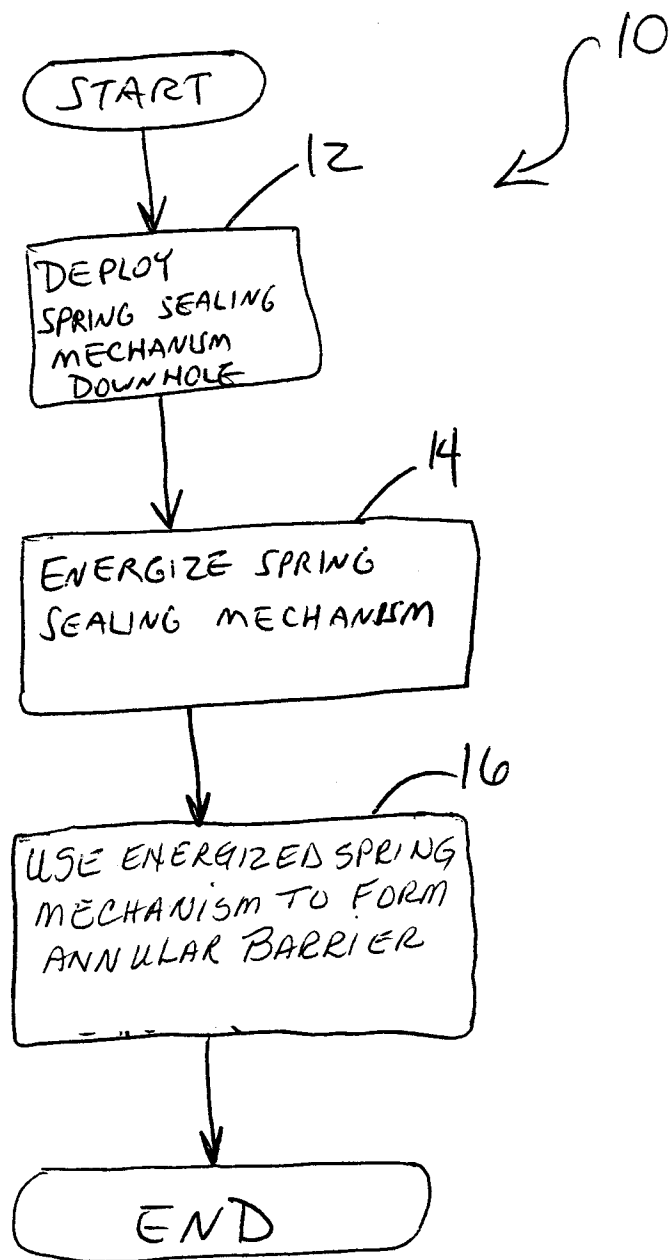 10
START
12
DEPLOY
SPRING SEALING
MECHANISM
DOWNHOLE
14
ENERGIZE SPRING
SEALING MECHANISM
16
USE ENERGIZED SPRING
MECHANISM TO FORM
ANNULAR BARRIER
END